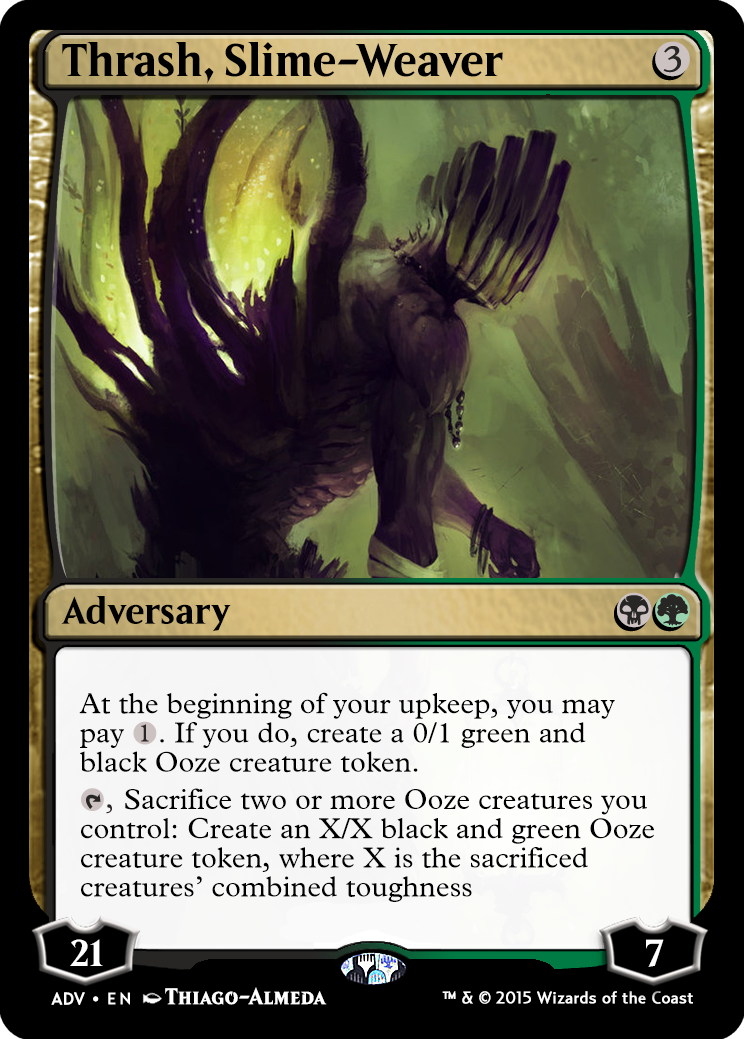 Thrash, Slime-Weaver 3
Adversary
At the beginning of your upkeep, you may
pay 1. If you do, create a 0/1 green and
black Ooze creature token.
, Sacrifice two or more Ooze creatures you
control: Create an X/X black and green Ooze
creature token, where X is the sacrificed
creatures’ combined toughness
21
7
ADV • EN Thiago-Almeda
™ & © 2015 Wizards of the Coast